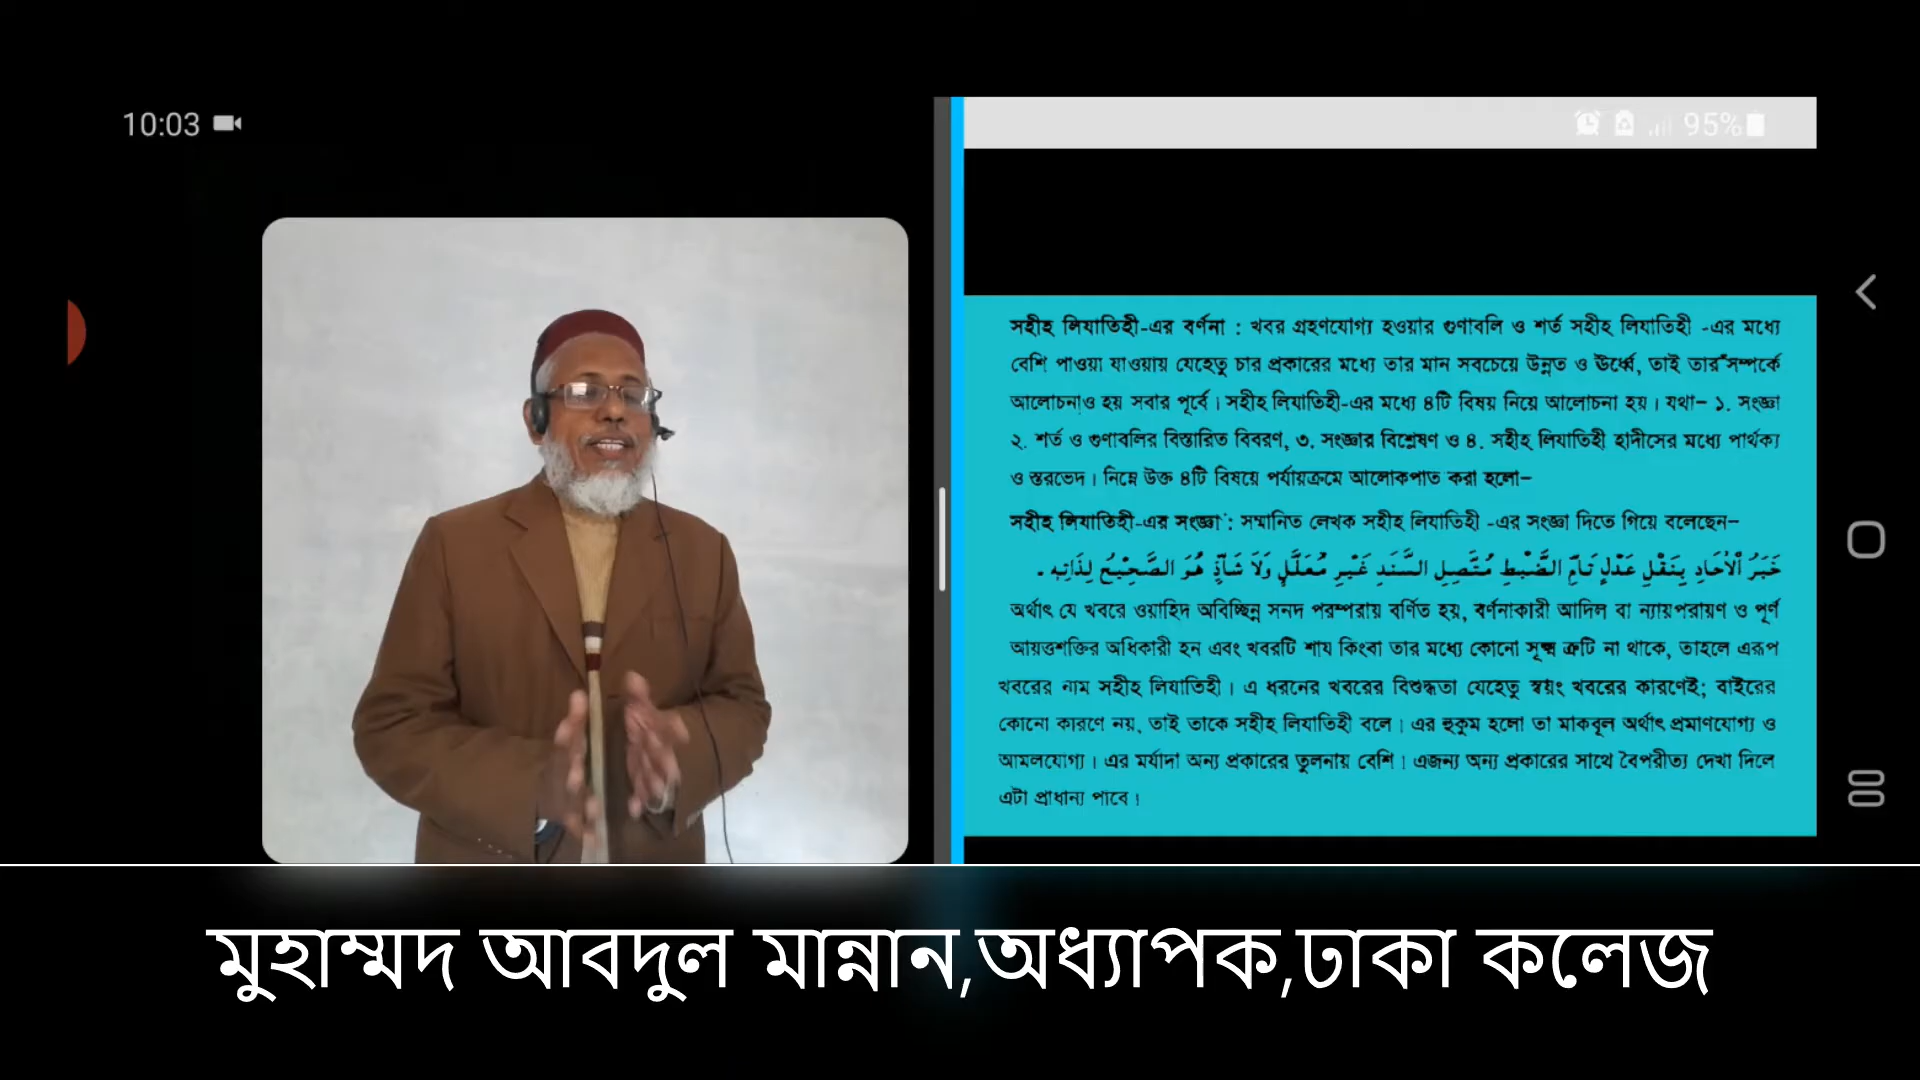 10:03
95%
সহীহ লিযাতিহী-এর বর্ণনা : খবর গ্রহণযোগ্য হওয়ার গুণাবলি ও শর্ত সহীহ লিযাতিহী -এর মধ্যে
বেশি পাওয়া যাওয়ায় যেহেতু চার প্রকারের মধ্যে তার মান সবচেয়ে উন্নত ও ঊর্ধ্বে, তাই তার সম্পর্কে
আলোচনাও হয় সবার পূর্বে। সহীহ লিযাতিহী-এর মধ্যে ৪টি বিষয় নিয়ে আলোচনা হয়। যথা– ১. সংজ্ঞা
২. শর্ত ও গুণাবলির বিস্তারিত বিবরণ, ৩. সংজ্ঞার বিশ্লেষণ ও ৪. সহীহ লিযাতিহী হাদীসের মধ্যে পার্থক্য
ও স্তরভেদ। নিম্নে উক্ত ৪টি বিষয়ে পর্যায়ক্রমে আলোকপাত করা হলো–
সহীহ লিযাতিহী-এর সংজ্ঞা : সম্মানিত লেখক সহীহ লিযাতিহী -এর সংজ্ঞা দিতে গিয়ে বলেছেন–
خَبَرُ الْاٰحَادِ بِنَقْلِ عَدْلٍ تَامِّ الضَّبْطِ مُتَّصِلِ السَّنَدِ غَيْرِ مُعَلَّلٍ وَلَا شَاذٍّ هُوَ الصَّحِيْحُ لِذَاتِهِ ۔
অর্থাৎ যে খবরে ওয়াহিদ অবিচ্ছিন্ন সনদ পরম্পরায় বর্ণিত হয়, বর্ণনাকারী আদিল বা ন্যায়পরায়ণ ও পূর্ণ
আয়ত্তশক্তির অধিকারী হন এবং খবরটি শায কিংবা তার মধ্যে কোনো সূক্ষ্ম ত্রুটি না থাকে, তাহলে এরূপ
খবরের নাম সহীহ লিযাতিহী। এ ধরনের খবরের বিশুদ্ধতা যেহেতু স্বয়ং খবরের কারণেই; বাইরের
কোনো কারণে নয়, তাই তাকে সহীহ লিযাতিহী বলে। এর হুকুম হলো তা মাকবূল অর্থাৎ প্রমাণযোগ্য ও
আমলযোগ্য। এর মর্যাদা অন্য প্রকারের তুলনায় বেশি। এজন্য অন্য প্রকারের সাথে বৈপরীত্য দেখা দিলে
এটা প্রাধান্য পাবে।
মুহাম্মদ আবদুল মান্নান,অধ্যাপক,ঢাকা কলেজ